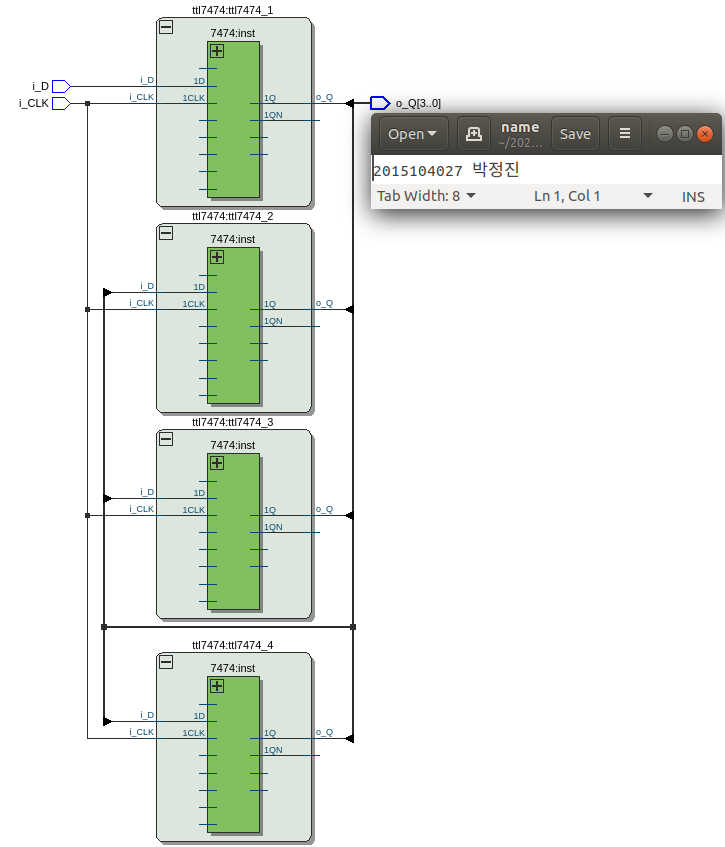 ttl7474:ttl7474_1
7474:inst
i_D
i_D
1D
i_CLK
i_CLK
1CLK
1Q
o_Q
o_Q[3..0]
1QN
Open
name
~/202...
Save
2015104027 박정진
Tab Width: 8
Ln 1, Col 1
INS
ttl7474:ttl7474_2
7474:inst
i_D
1D
i_CLK
1CLK
1Q
o_Q
1QN
ttl7474:ttl7474_3
7474:inst
i_D
1D
i_CLK
1CLK
1Q
o_Q
1QN
ttl7474:ttl7474_4
7474:inst
i_D
1D
i_CLK
1CLK
1Q
o_Q
1QN